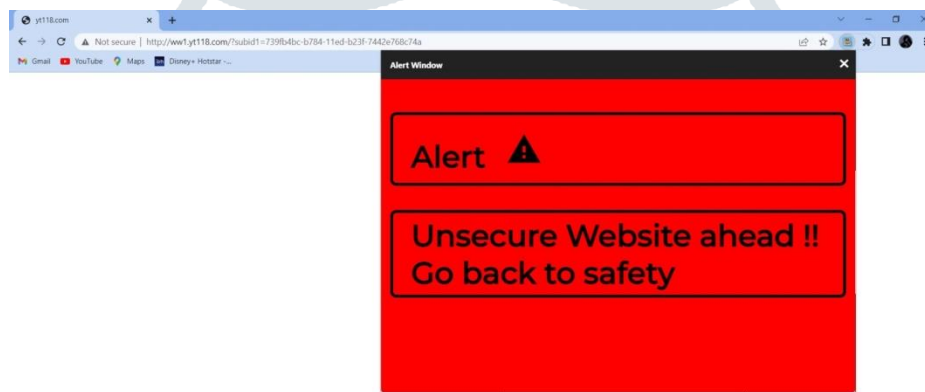 yt118.com
Not secure | http://ww1.yt118.com/?subid1=739fb4bc-b784-11ed-b23f-7442e768c74a
Gmail YouTube Maps Disney+ Hotstar -...
Alert Window
Alert
Unsecure Website ahead !!
Go back to safety